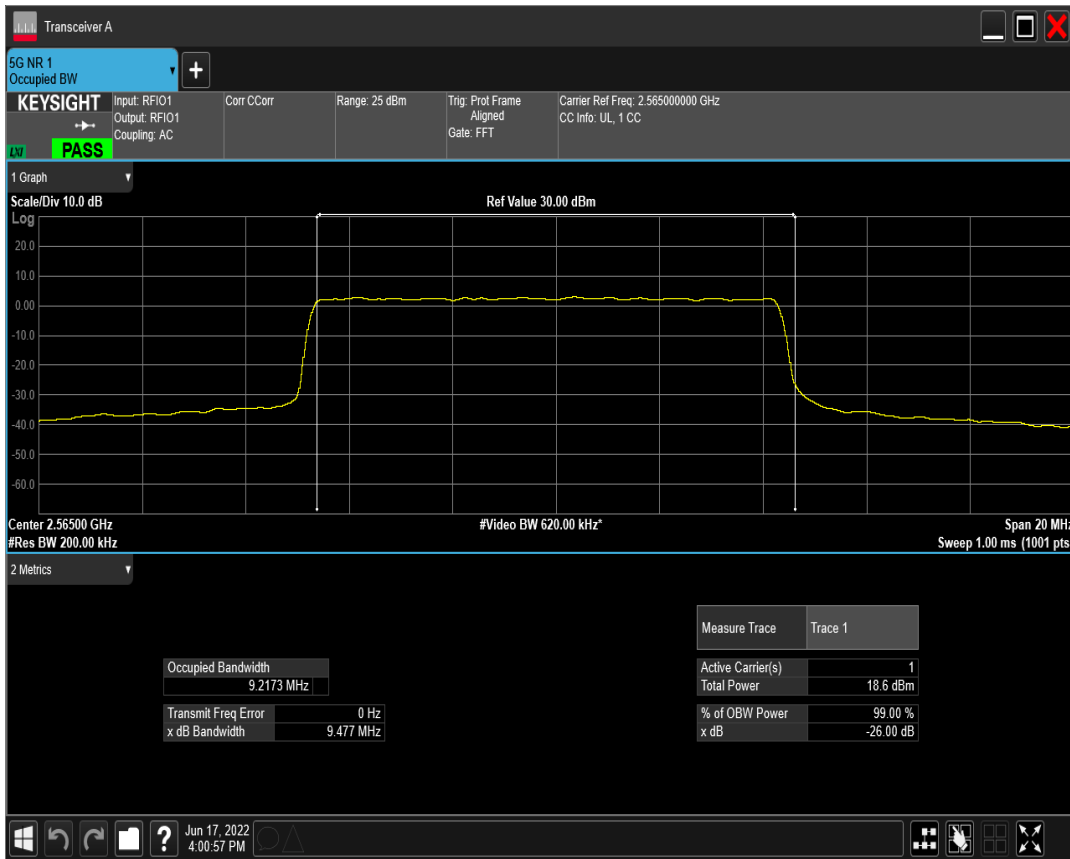 Transceiver A
5G NR 1
Occupied BW
KEYSIGHT
LXI
PASS
Input: RFIO1
Output: RFIO1
Coupling: AC
Corr CCorr
Range: 25 dBm
Trig: Prot Frame
Aligned
Gate: FFT
Carrier Ref Freq: 2.565000000 GHz
CC Info: UL, 1 CC
1 Graph
Scale/Div 10.0 dB
Ref Value 30.00 dBm
Log
20.0
10.0
0.00
-10.0
-20.0
-30.0
-40.0
-50.0
-60.0
Center 2.56500 GHz
#Video BW 620.00 kHz*
Span 20 MHz
#Res BW 200.00 kHz
Sweep 1.00 ms (1001 pts
2 Metrics
Measure Trace Trace 1
Occupied Bandwidth
9.2173 MHz
Active Carrier(s) 1
Total Power 18.6 dBm
Transmit Freq Error 0 Hz
x dB Bandwidth 9.477 MHz
% of OBW Power 99.00 %
x dB -26.00 dB
?
Jun 17, 2022
4:00:57 PM